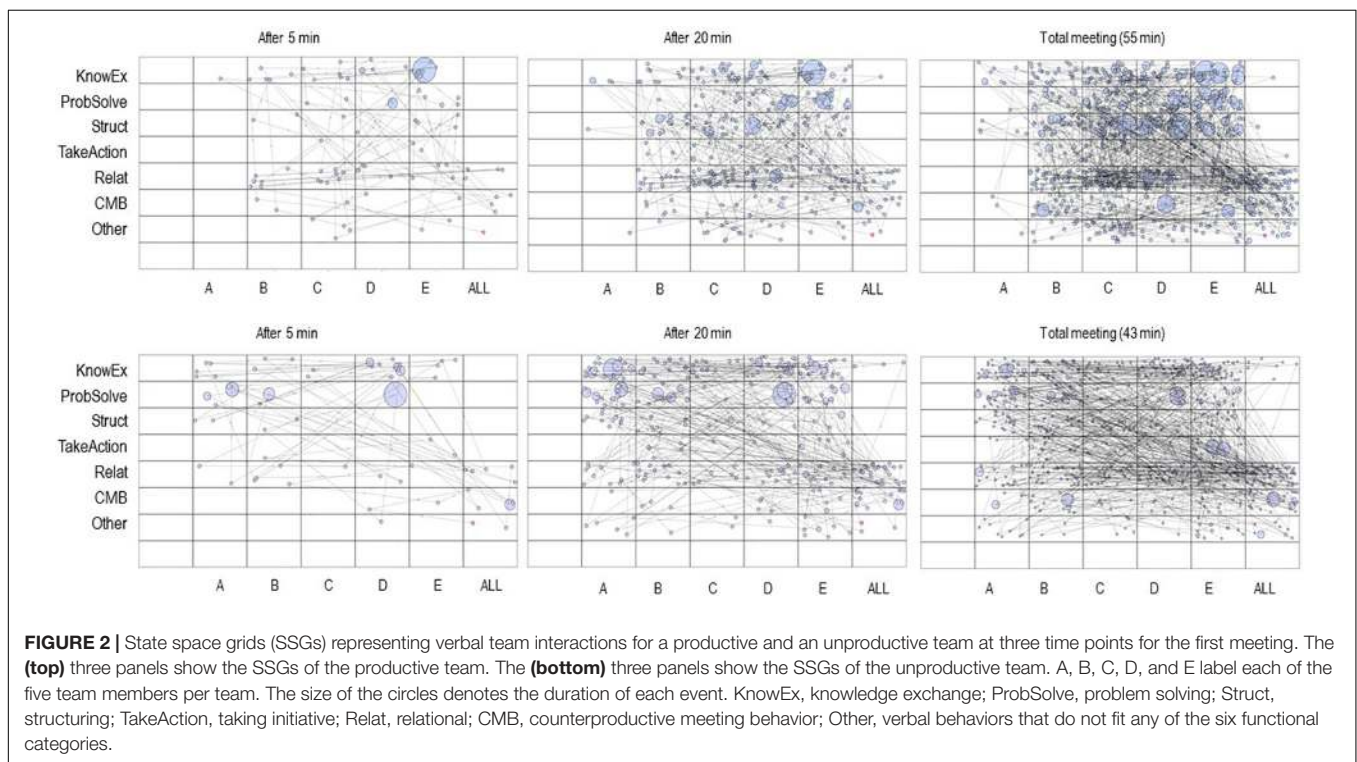 After 5 min After 20 min Total meeting (55 min)
KnowEx
ProbSolve
Struct
TakeAction
Relat
CMB
Other
A B C D E ALL A B C D E ALL A B C D E ALL
After 5 min After 20 min Total meeting (43 min)
KnowEx
ProbSolve
Struct
TakeAction
Relat
CMB
Other
A B C D E ALL A B C D E ALL A B C D E ALL
FIGURE 2 | State space grids (SSGs) representing verbal team interactions for a productive and an unproductive team at three time points for the first meeting. The
(top) three panels show the SSGs of the productive team. The (bottom) three panels show the SSGs of the unproductive team. A, B, C, D, and E label each of the
five team members per team. The size of the circles denotes the duration of each event. KnowEx, knowledge exchange; ProbSolve, problem solving; Struct,
structuring; TakeAction, taking initiative; Relat, relational; CMB, counterproductive meeting behavior; Other, verbal behaviors that do not fit any of the six functional
categories.